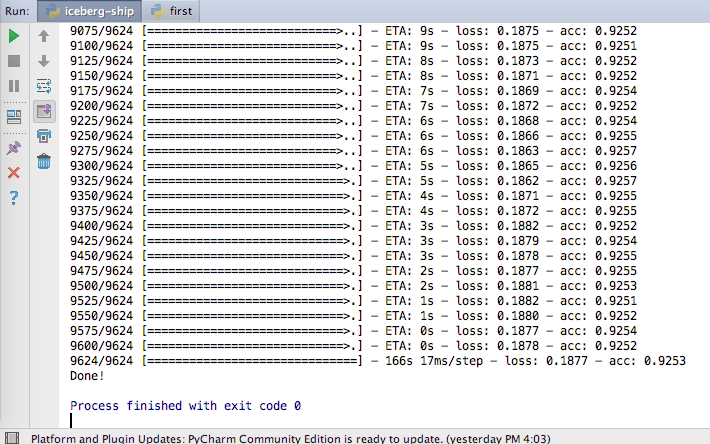 Run: iceberg-ship first
9075/9624 [===========================>..] - ETA: 9s - loss: 0.1875 - acc: 0.9252
9100/9624 [===========================>..] - ETA: 9s - loss: 0.1875 - acc: 0.9251
9125/9624 [===========================>..] - ETA: 8s - loss: 0.1873 - acc: 0.9252
9150/9624 [===========================>..] - ETA: 8s - loss: 0.1871 - acc: 0.9252
9175/9624 [===========================>..] - ETA: 7s - loss: 0.1869 - acc: 0.9254
9200/9624 [===========================>..] - ETA: 7s - loss: 0.1872 - acc: 0.9252
9225/9624 [===========================>..] - ETA: 6s - loss: 0.1868 - acc: 0.9254
9250/9624 [===========================>..] - ETA: 6s - loss: 0.1866 - acc: 0.9255
9275/9624 [===========================>..] - ETA: 6s - loss: 0.1863 - acc: 0.9257
9300/9624 [===========================>..] - ETA: 5s - loss: 0.1865 - acc: 0.9256
9325/9624 [============================>.] - ETA: 5s - loss: 0.1862 - acc: 0.9257
9350/9624 [============================>.] - ETA: 4s - loss: 0.1871 - acc: 0.9255
9375/9624 [============================>.] - ETA: 4s - loss: 0.1872 - acc: 0.9255
9400/9624 [============================>.] - ETA: 3s - loss: 0.1882 - acc: 0.9252
9425/9624 [============================>.] - ETA: 3s - loss: 0.1879 - acc: 0.9254
9450/9624 [============================>.] - ETA: 3s - loss: 0.1878 - acc: 0.9255
9475/9624 [============================>.] - ETA: 2s - loss: 0.1877 - acc: 0.9255
9500/9624 [============================>.] - ETA: 2s - loss: 0.1881 - acc: 0.9253
9525/9624 [============================>.] - ETA: 1s - loss: 0.1882 - acc: 0.9251
9550/9624 [============================>.] - ETA: 1s - loss: 0.1880 - acc: 0.9252
9575/9624 [============================>.] - ETA: 0s - loss: 0.1877 - acc: 0.9254
9600/9624 [============================>.] - ETA: 0s - loss: 0.1878 - acc: 0.9252
9624/9624 [==============================] - 166s 17ms/step - loss: 0.1877 - acc: 0.9253
Done!
Process finished with exit code 0
Platform and Plugin Updates: PyCharm Community Edition is ready to update. (yesterday PM 4:03)